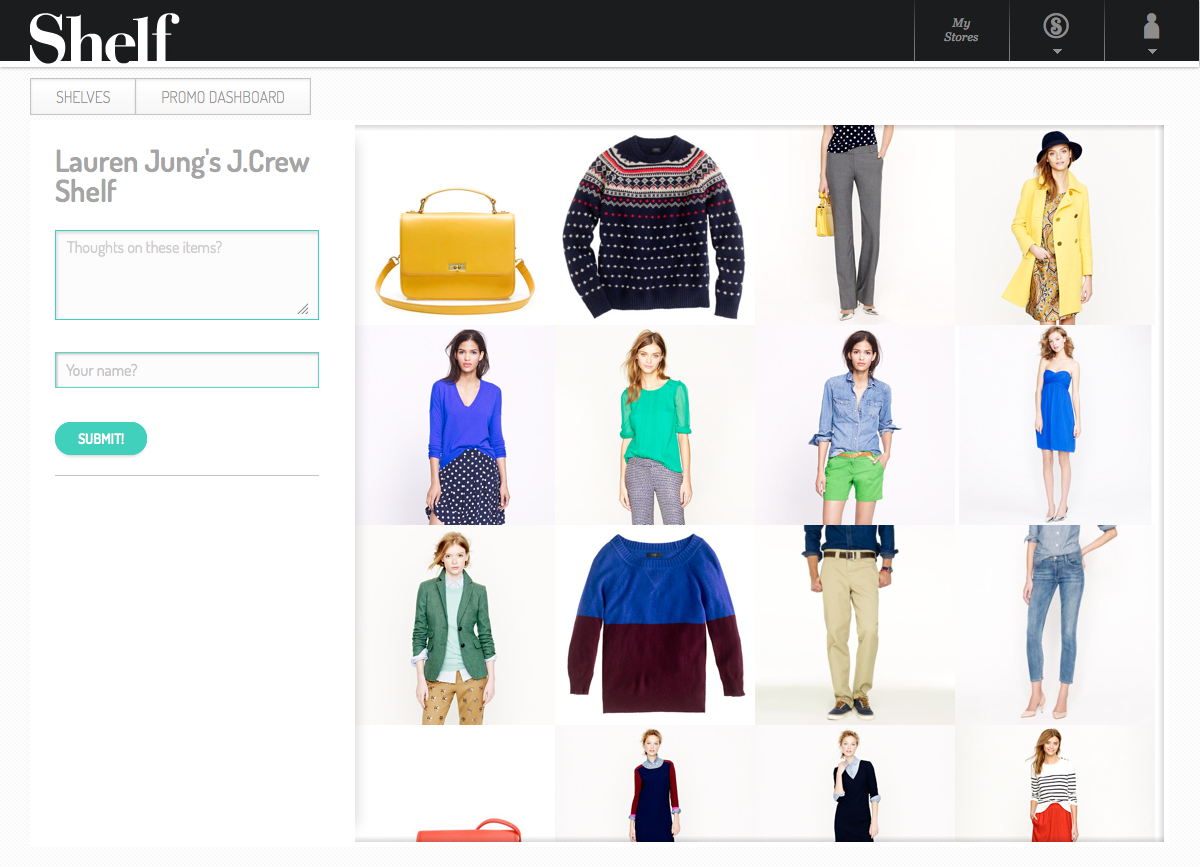 Shelf
My
Stores
SHELVES
PROMO DASHBOARD
Lauren Jung's J.Crew
Shelf
Thoughts on these items?
Your name?
SUBMIT!